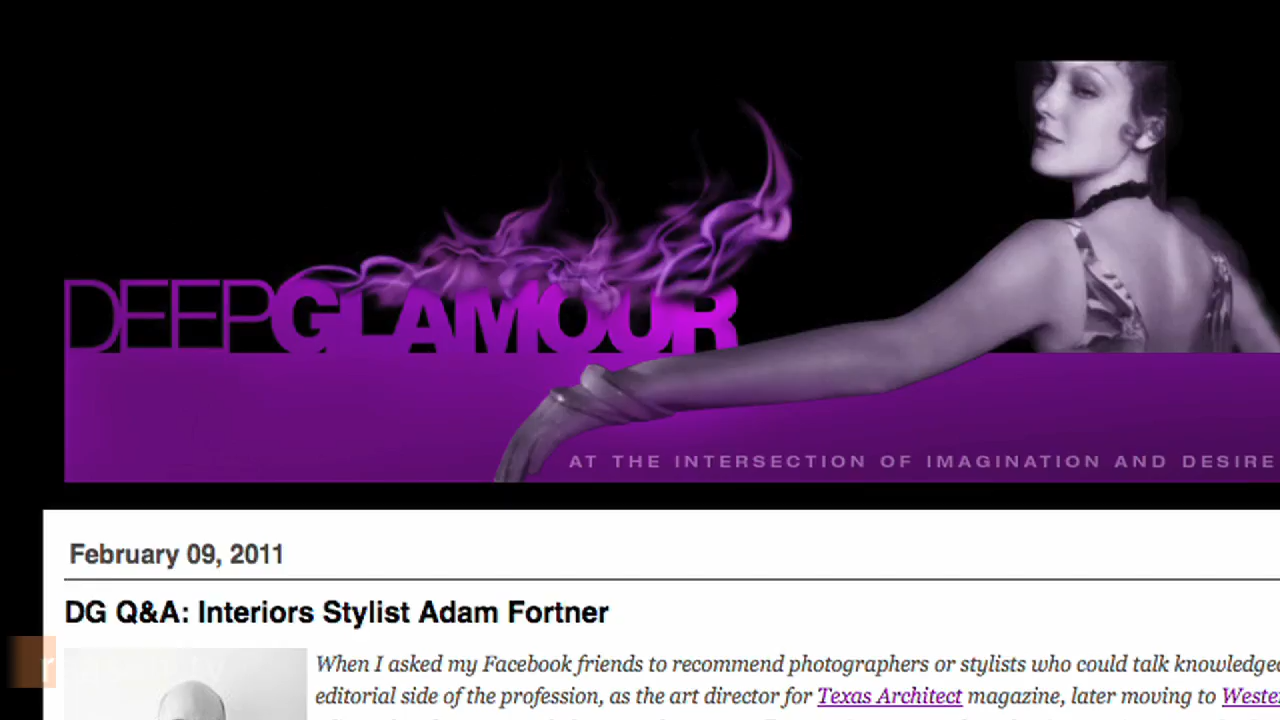 DEEPGLAMOUR
AT THE INTERSECTION OF IMAGINATION AND DESIRE
February 09, 2011
DG Q&A: Interiors Stylist Adam Fortner
When I asked my Facebook friends to recommend photographers or stylists who could talk
editorial side of the profession, as the art director for Texas Architect magazine, later moving to